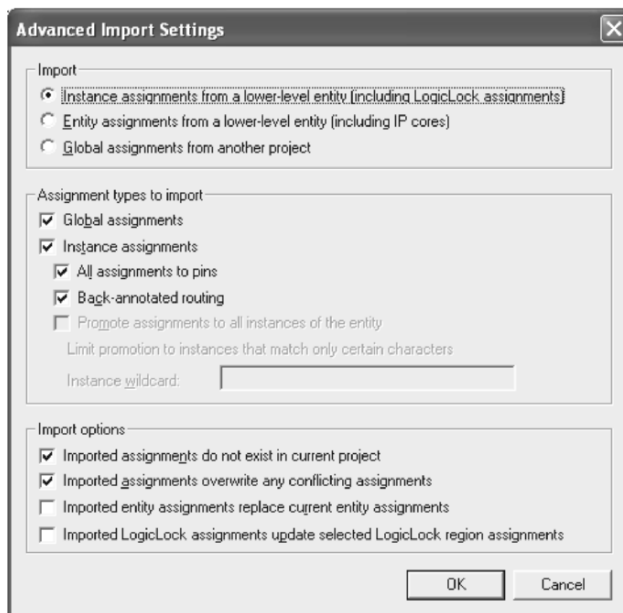 Advanced Import Settings
Import
Instance assignments from a lower-level entity (including LogicLock assignments)
Entity assignments from a lower-level entity (including IP cores)
Global assignments from another project
Assignment types to import
Global assignments
Instance assignments
All assignments to pins
Back-annotated routing
Promote assignments to all instances of the entity
Limit promotion to instances that match only certain characters
Instance wildcard:
Import options
Imported assignments do not exist in current project
Imported assignments overwrite any conflicting assignments
Imported entity assignments replace current entity assignments
Imported LogicLock assignments update selected LogicLock region assignments
OK Cancel